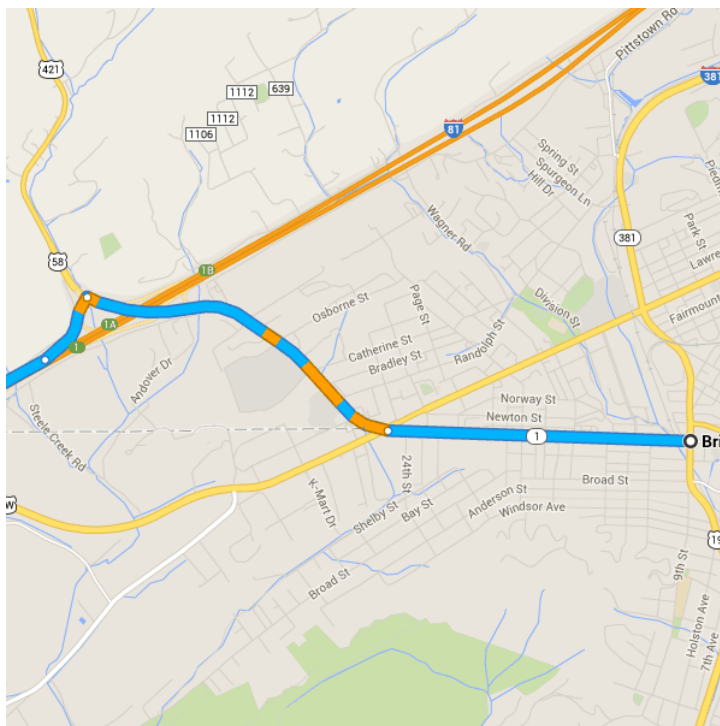 421
Pittstown Rd
381
1112
639
1112
1106
81
Spring St
Spurgeon Ln
Hill Dr
Wagner Rd
Park St
381
58
1B
Osborne St
Page St
Division St
Fairmount
1A
1
Andover Dr
Catherine St
Bradley St
Randolph St
Norway St
Newton St
1
Bri
Steele Creek Rd
24th St
Broad St
K-Mart Dr
Shelby St
Bay St
Anderson St
Windsor Ave
W
19
Broad St
9th St
Holston Ave
7th Ave